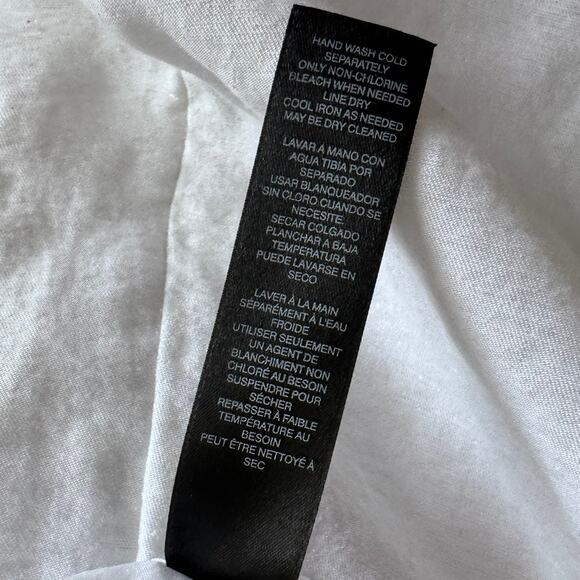 HAND WASH COLD
SEPARATELY
ONLY NON-CHLORINE
BLEACH WHEN NEEDED
LINE DRY
COOL IRON AS NEEDED
MAY BE DRY CLEANED
LAVAR A MANO CON
AGUA TIBIA POR
SEPARADO
USAR BLANQUEADOR
SIN CLORO CUANDO SE
NECESITE.
SECAR COLGADO
PLANCHAR A BAJA
TEMPERATURA
PUEDE LAVARSE EN
SECO
LAVER À LA MAIN
SÉPARÉMENT À L'EAU
FROIDE
UTILISER SEULEMENT
UN AGENT DE
BLANCHIMENT NON
CHLORÉ AU BESOIN
SUSPENDRE POUR
SÉCHER
REPASSER À FAIBLE
TEMPÉRATURE AU
BESOIN
PEUT ÊTRE NETTOYÉ À
SEC